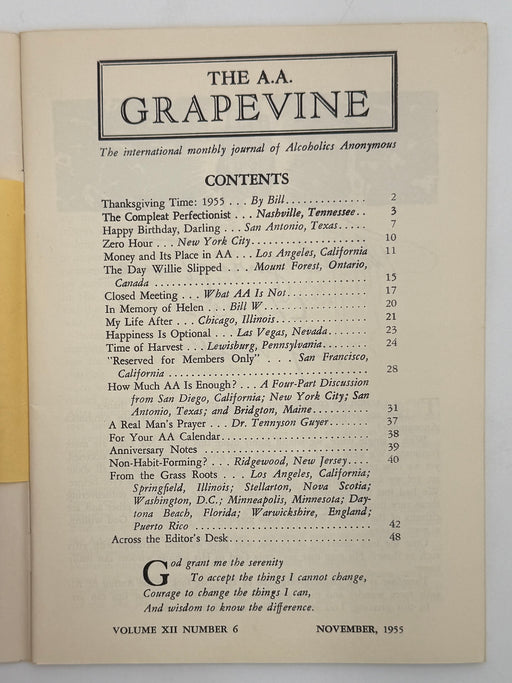 THE A.A.
GRAPEVINE
The international monthly journal of Alcoholics Anonymous
CONTENTS
Thanksgiving Time: 1955 . . . By Bill............... 2
The Compleat Perfectionist . . . Nashville, Tennessee.. 3
Happy Birthday, Darling . . . San Antonio, Texas..... 7
Zero Hour . . . New York City..................... 10
Money and Its Place in AA . . . Los Angeles, California 11
The Day Willie Slipped . . . Mount Forest, Ontario,
Canada ........................................ 15
Closed Meeting . . . What AA Is Not............... 17
In Memory of Helen . . . Bill W.................... 20
My Life After . . . Chicago, Illinois................. 21
Happiness Is Optional . . . Las Vegas, Nevada....... 23
Time of Harvest . . . Lewisburg, Pennsylvania........ 24
"Reserved for Members Only" . . . San Francisco,
California ..................................... 28
How Much AA Is Enough? . . . A Four-Part Discussion
from San Diego, California; New York City; San
Antonio, Texas; and Bridgton, Maine........... 31
A Real Man's Prayer . . . Dr. Tennyson Guyer....... 37
For Your AA Calendar........................... 38
Anniversary Notes ............................... 39
Non-Habit-Forming? . . . Ridgewood, New Jersey.... 40
From the Grass Roots . . . Los Angeles, California;
Springfield, Illinois; Stellarton, Nova Scotia;
Washington, D.C.; Minneapolis, Minnesota; Day-
tona Beach, Florida; Warwickshire, England;
Puerto Rico ................................. 42
Across the Editor's Desk......................... 48
God grant me the serenity
To accept the things I cannot change,
Courage to change the things I can,
And wisdom to know the difference.
VOLUME XII NUMBER 6 NOVEMBER, 1955